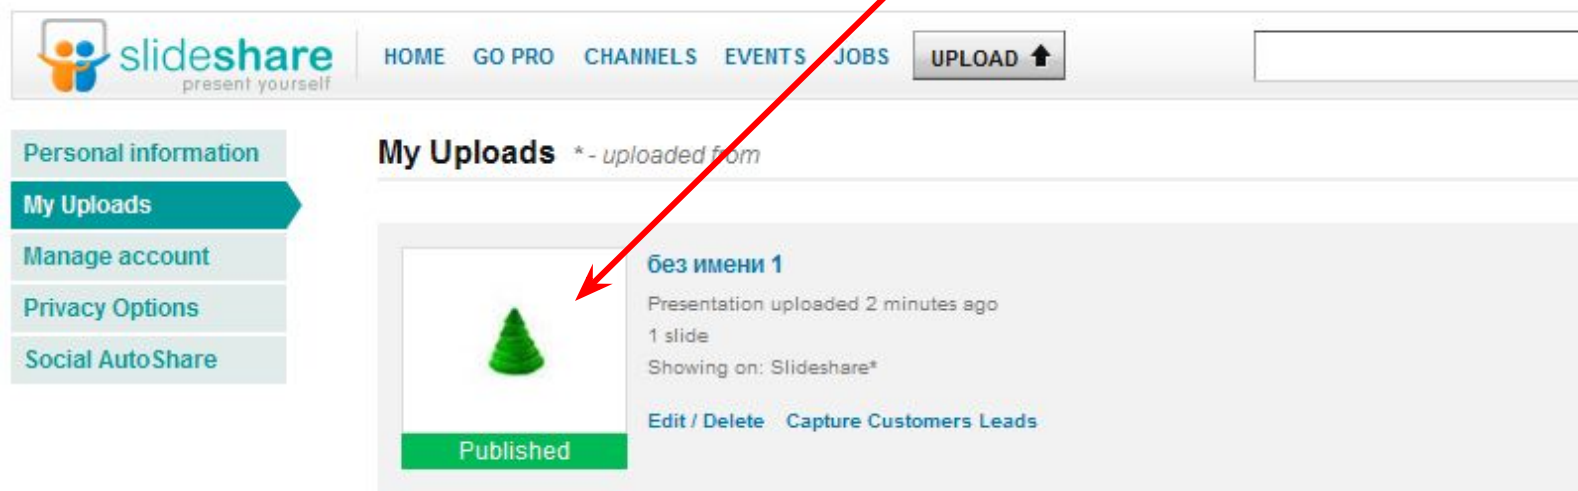 slideshare
present yourself
HOME GO PRO CHANNELS EVENTS JOBS UPLOAD
Personal information
My Uploads
Manage account
Privacy Options
Social AutoShare
My Uploads * - uploaded from
без имени 1
Presentation uploaded 2 minutes ago
1 slide
Showing on: Slideshare*
Edit / Delete Capture Customers Leads
Published